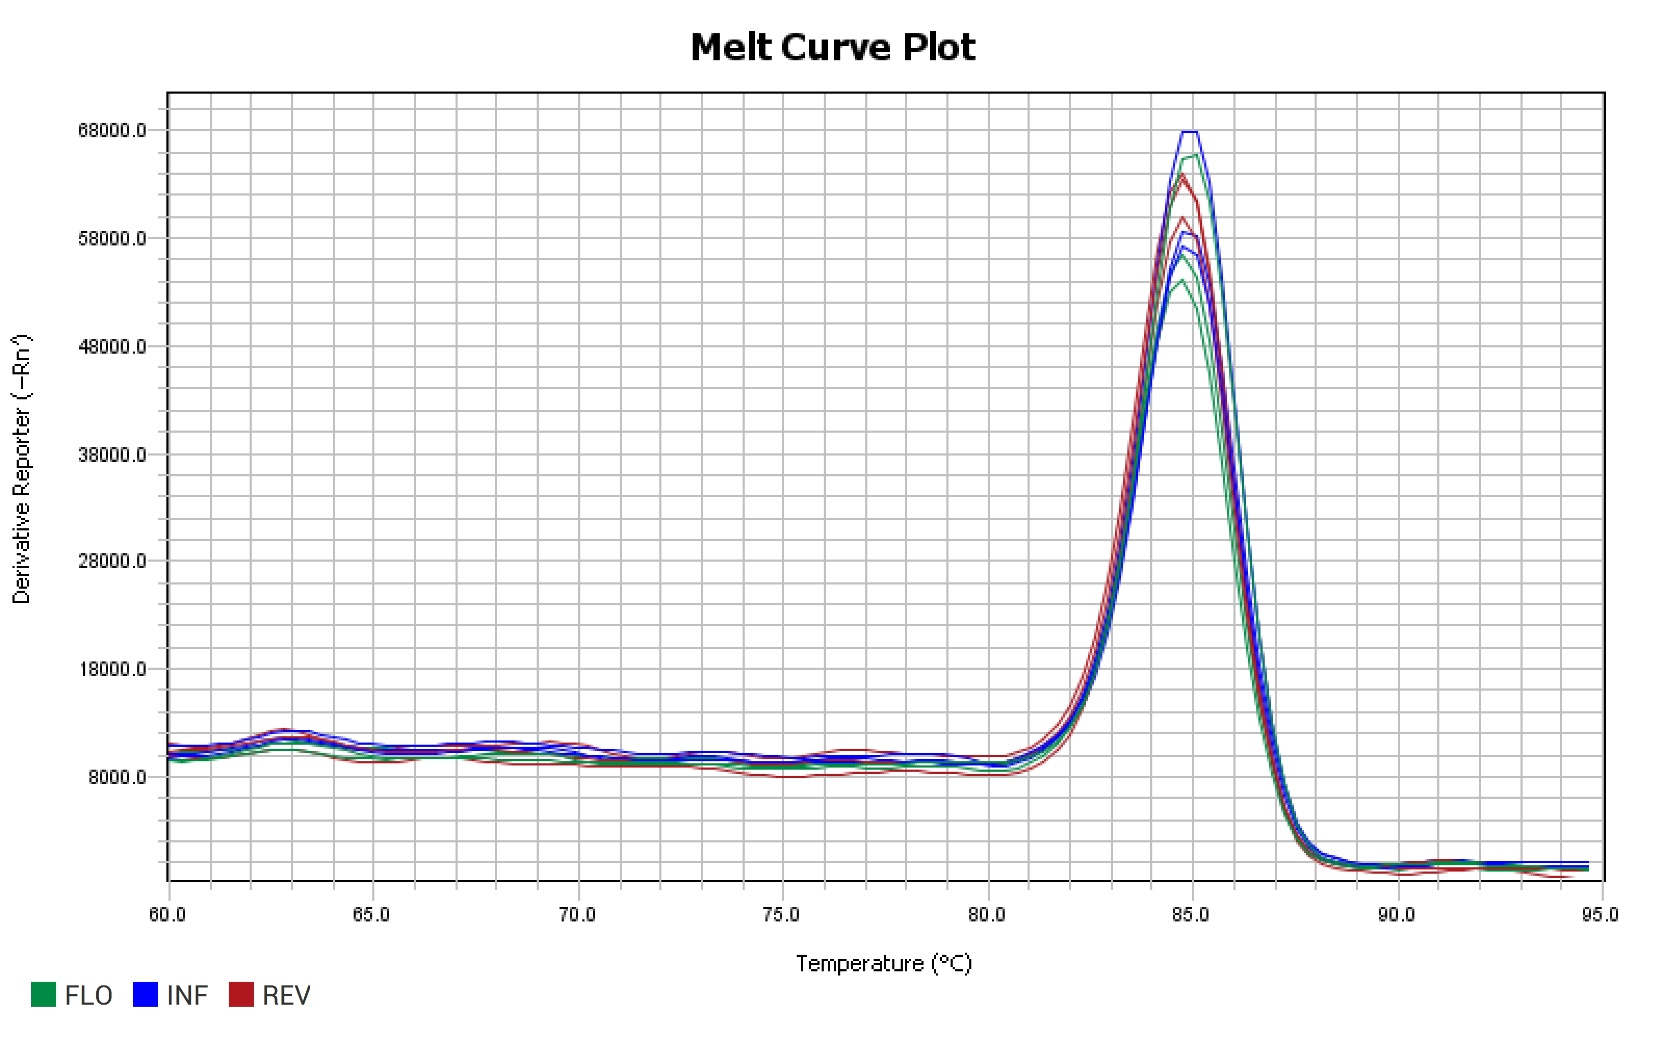 Melt Curve Plot
Derivative Reporter (−Rn')
68000.0
58000.0
48000.0
38000.0
28000.0
18000.0
8000.0
60.0 65.0 70.0 75.0 80.0 85.0 90.0 95.0
Temperature (°C)
FLO INF REV